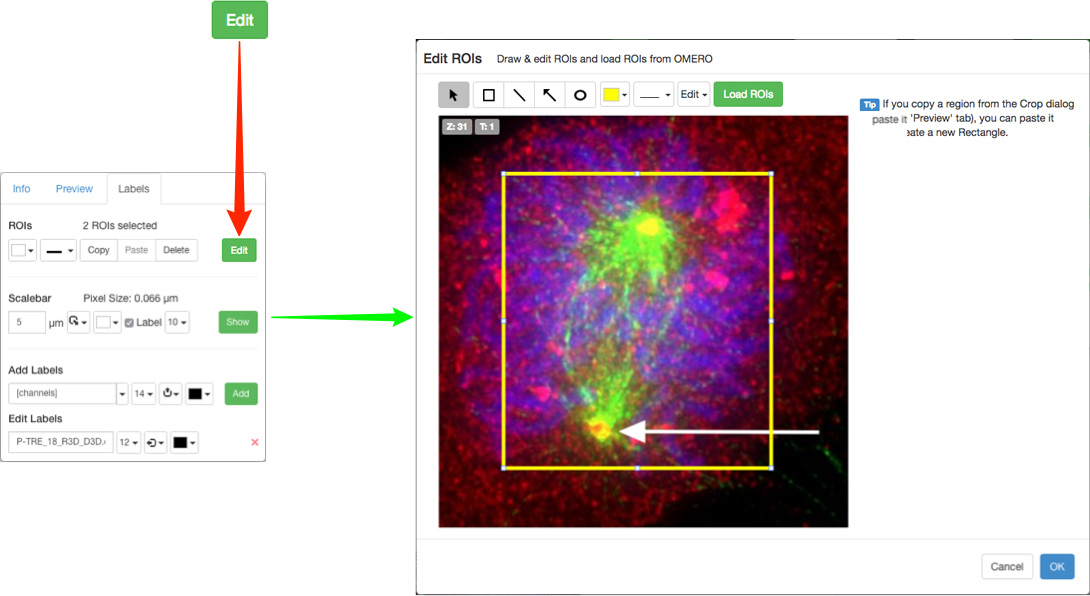 Edit
Edit ROIs Draw & edit ROIs and load ROIs from OMERO
Edit Load ROIs
Tip If you copy a region from the Crop dialog
paste it 'Preview' tab), you can paste it
eate a new Rectangle.
Z: 31 T: 1
Info Preview Labels
ROIs 2 ROIs selected
Copy Paste Delete Edit
Scalebar Pixel Size: 0.066 µm
5 µm Label 10 Show
Add Labels
[channels] 14 Add
Edit Labels
P-TRE_18_R3D_D3D. 12 ×
Cancel OK